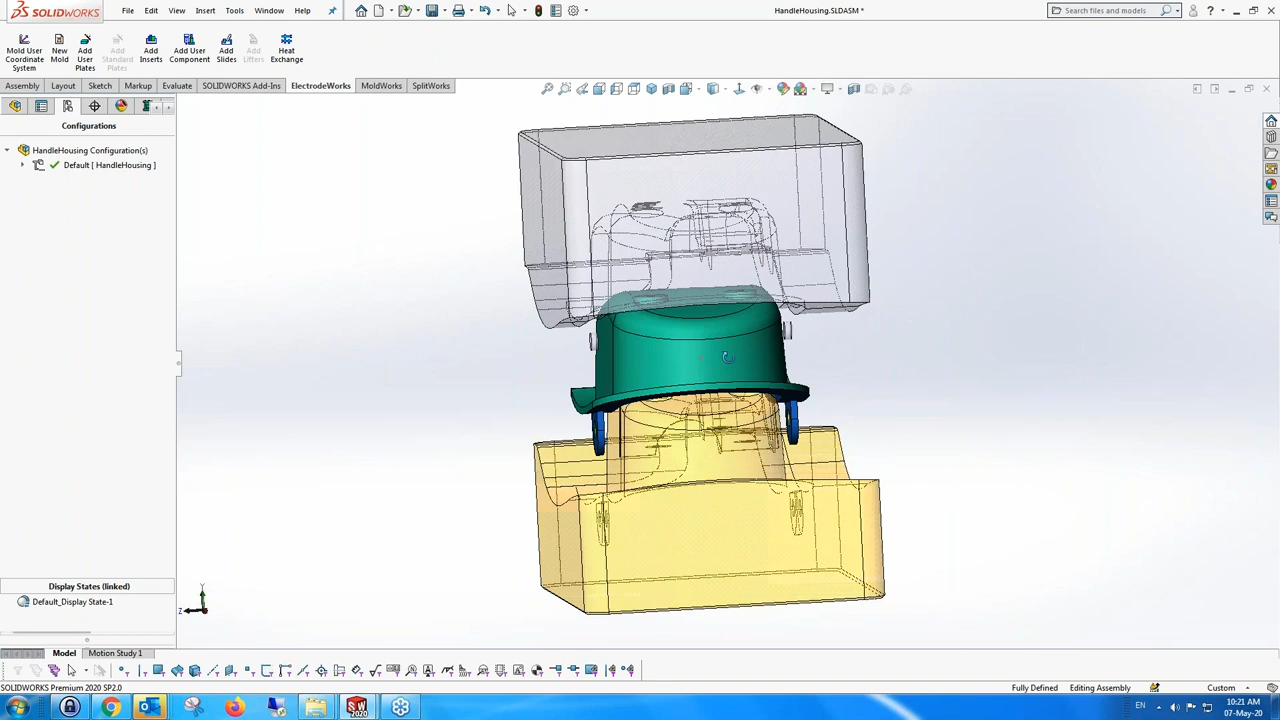 SOLIDWORKS File Edit View Insert Tools Window Help HandleHousing.SLDASM * Search files and models ?
Mold User Coordinate System
New Mold
Add User Plates
Add Standard Plates
Add Inserts
Add User Component
Add Slides
Add Lifters
Heat Exchange
Assembly Layout Sketch Markup Evaluate SOLIDWORKS Add-Ins ElectrodeWorks MoldWorks SplitWorks
Configurations
HandleHousing Configuration(s)
Default [ HandleHousing ]
Display States (linked)
Default_Display State-1
Y
Z
Model Motion Study 1
SOLIDWORKS Premium 2020 SP2.0 Fully Defined Editing Assembly Custom
SW 2020 EN 10:21 AM
07-May-20